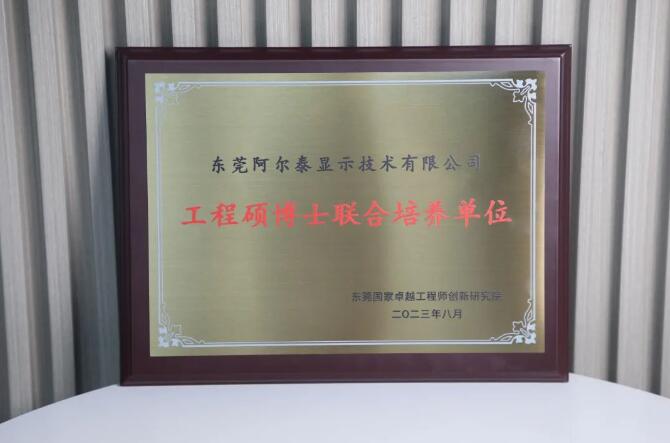 东莞阿尔泰显示技术有限公司
工程硕博士联合培养单位
东莞国家卓越工程师创新研究院
二〇二三年八月